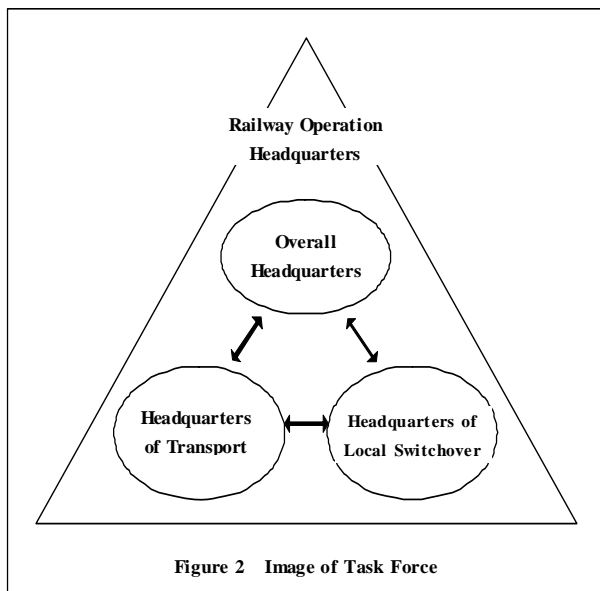 Railway Operation
Headquarters
Overall
Headquarters
Headquarters
of Transport
Headquarters of
Local Switchover
Figure 2 Image of Task Force